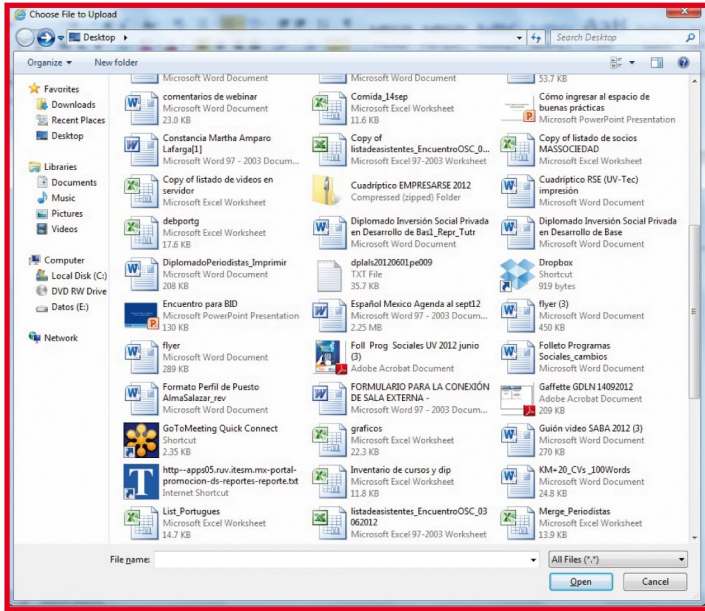 Choose File to Upload
Desktop
Search Desktop
Organize
New folder
Favorites
Downloads
Recent Places
Desktop
Libraries
Documents
Music
Pictures
Videos
Computer
Local Disk (C:)
DVD RW Drive
Datos (E:)
Network
Microsoft Word Document
Microsoft Word Document
53.7 KB
comentarios de webinar
Microsoft Word Document
23.0 KB
Comida_14sep
Microsoft Excel Worksheet
11.6 KB
Cómo ingresar al espacio de
buenas prácticas
Microsoft PowerPoint Presentation
Constancia Martha Amparo
Lafarga[1]
Microsoft Word 97 - 2003 Docum...
Copy of
listadeasistentes_EncuentroOSC_0...
Microsoft Excel 97-2003 Worksheet
Copy of listado de socios
MASSOCIEDAD
Microsoft Excel Worksheet
Copy of listado de videos en
servidor
Microsoft Excel Worksheet
Cuadríptico EMPRESARSE 2012
Compressed (zipped) Folder
Cuadríptico RSE (UV-Tec)
impresión
Microsoft Word Document
debportg
Microsoft Excel Worksheet
17.6 KB
Diplomado Inversión Social Privada
en Desarrollo de Bas1_Repr_Tutr
Microsoft Word Document
Diplomado Inversión Social Privada
en Desarrollo de Base
Microsoft Word Document
DiplomadoPeriodistas_Imprimir
Microsoft Word Document
208 KB
dplals20120601pe009
TXT File
35.7 KB
Dropbox
Shortcut
919 bytes
Encuentro para BID
Microsoft PowerPoint Presentation
130 KB
Español Mexico Agenda al sept12
Microsoft Word 97 - 2003 Docum...
2.25 MB
flyer (3)
Microsoft Word Document
450 KB
flyer
Microsoft Word Document
289 KB
Foll Prog Sociales UV 2012 junio
(3)
Adobe Acrobat Document
Folleto Programas
Sociales_cambios
Microsoft Word Document
Formato Perfil de Puesto
AlmaSalazar_rev
Microsoft Word Document
FORMULARIO PARA LA CONEXIÓN
DE SALA EXTERNA -
Microsoft Word 97 - 2003 Docum...
Gaffette GDLN 14092012
Adobe Acrobat Document
209 KB
GoToMeeting Quick Connect
Shortcut
2.35 KB
graficos
Microsoft Excel Worksheet
22.3 KB
Guión video SABA 2012 (3)
Microsoft Word Document
270 KB
http--apps05.ruv.itesm.mx-portal-
promocion-ds-reportes-reporte.txt
Internet Shortcut
Inventario de cursos y dip
Microsoft Excel Worksheet
11.8 KB
KM+20_CVs _100Words
Microsoft Word Document
24.8 KB
List_Portugues
Microsoft Excel Worksheet
14.7 KB
listadeasistentes_EncuentroOSC_03
062012
Microsoft Excel 97-2003 Worksheet
Merge_Periodistas
Microsoft Excel Worksheet
13.9 KB
File name:
All Files (*.*)
Open
Cancel